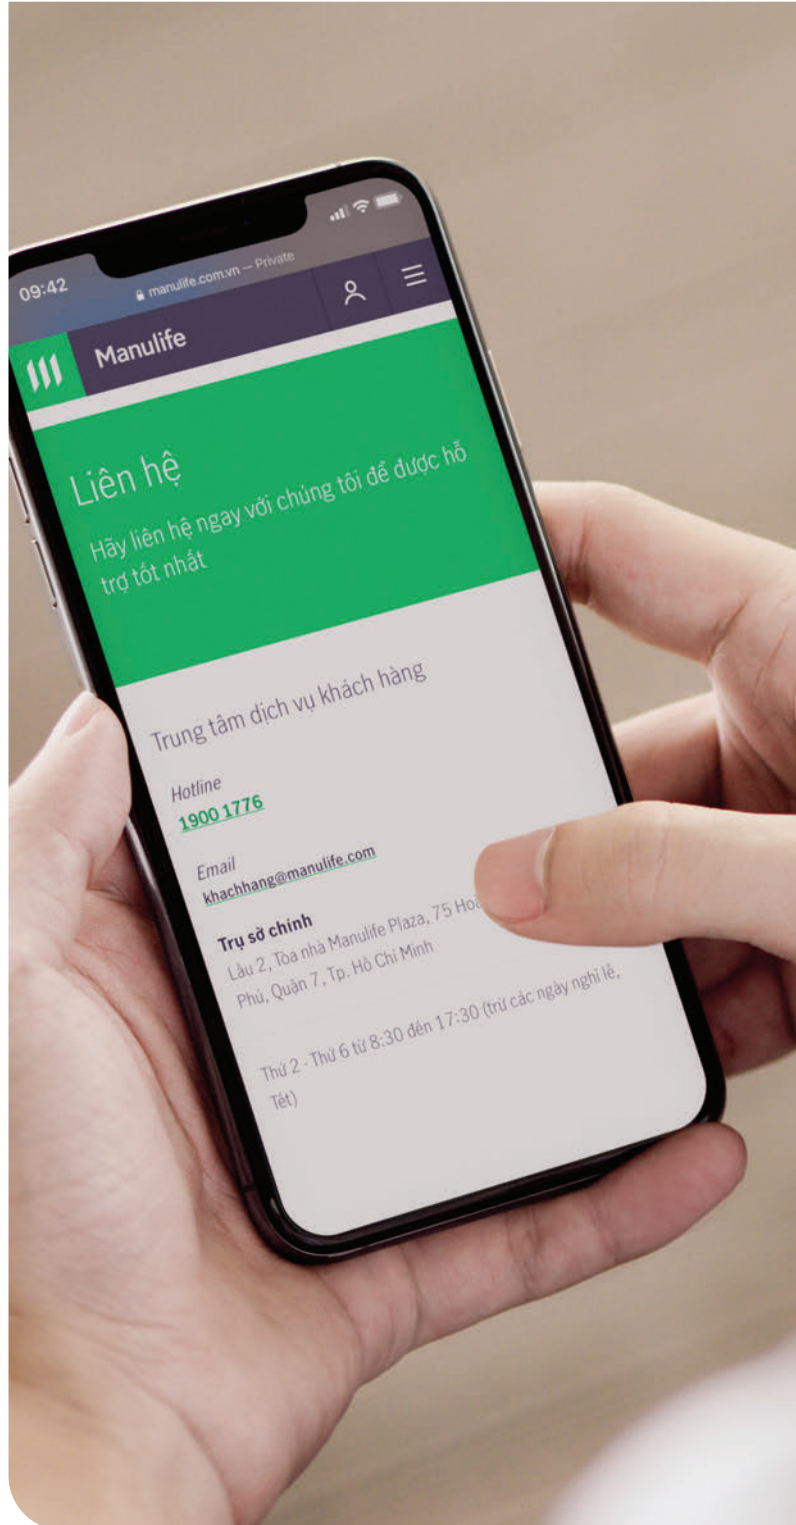 09:42
manulife.com.vn — Private
Manulife
Liên hệ
Hãy liên hệ ngay với chúng tôi để được hỗ
trợ tốt nhất
Trung tâm dịch vụ khách hàng
Hotline
1900 1776
Email
khachhang@manulife.com
Trụ sở chính
Lầu 2, Tòa nhà Manulife Plaza, 75
Phú, Quận 7, Tp. Hồ Chí Minh
Thứ 2 - Thứ 6 từ 8:30 đến 17:30 (trừ các ngày nghỉ lễ,
Tết)